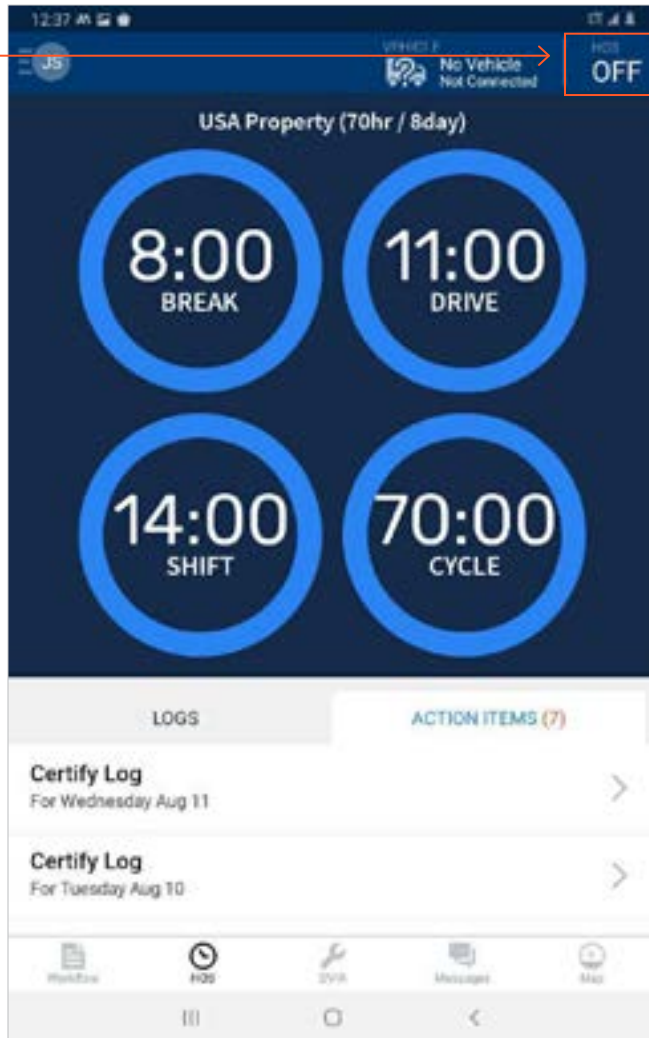 12:37
VEHICLE
HOS
JS
No Vehicle
OFF
Not Connected
USA Property (70hr / 8day)
8:00
BREAK
11:00
DRIVE
14:00
SHIFT
70:00
CYCLE
LOGS
ACTION ITEMS (7)
Certify Log
For Wednesday Aug 11
Certify Log
For Tuesday Aug 10
Workflow
HOS
DVIR
Messages
Map